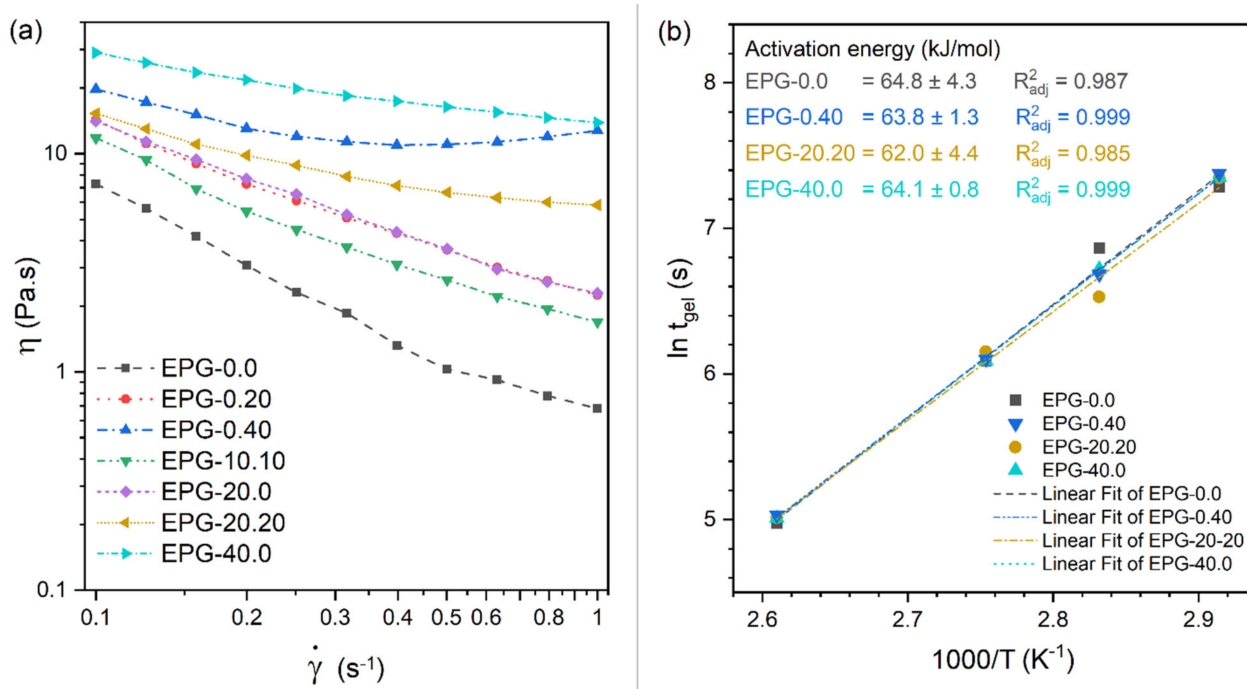 (a)
η (Pa.s)
10
1
0.1
EPG-0.0
EPG-0.20
EPG-0.40
EPG-10.10
EPG-20.0
EPG-20.20
EPG-40.0
0.1 0.2 0.3 0.4 0.5 0.6 0.8 1
γ̇ (s⁻¹)
(b)
ln t_gel (s)
8
7
6
5
Activation energy (kJ/mol)
EPG-0.0 = 64.8 ± 4.3 R²_adj = 0.987
EPG-0.40 = 63.8 ± 1.3 R²_adj = 0.999
EPG-20.20 = 62.0 ± 4.4 R²_adj = 0.985
EPG-40.0 = 64.1 ± 0.8 R²_adj = 0.999
EPG-0.0
EPG-0.40
EPG-20.20
EPG-40.0
Linear Fit of EPG-0.0
Linear Fit of EPG-0.40
Linear Fit of EPG-20-20
Linear Fit of EPG-40.0
2.6 2.7 2.8 2.9
1000/T (K⁻¹)